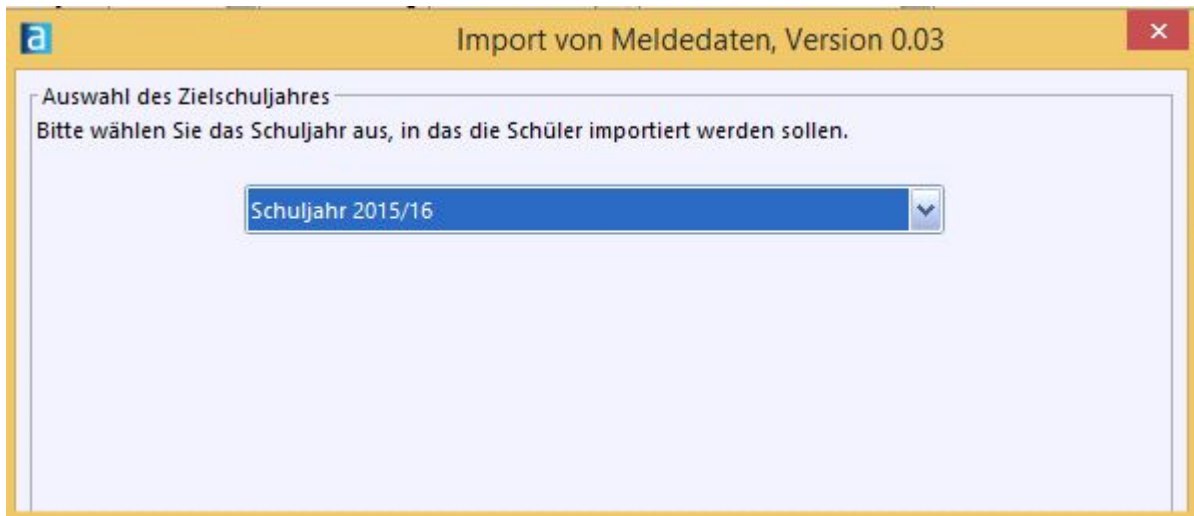 a
Import von Meldedaten, Version 0.03
Auswahl des Zielschuljahres
Bitte wählen Sie das Schuljahr aus, in das die Schüler importiert werden sollen.
Schuljahr 2015/16